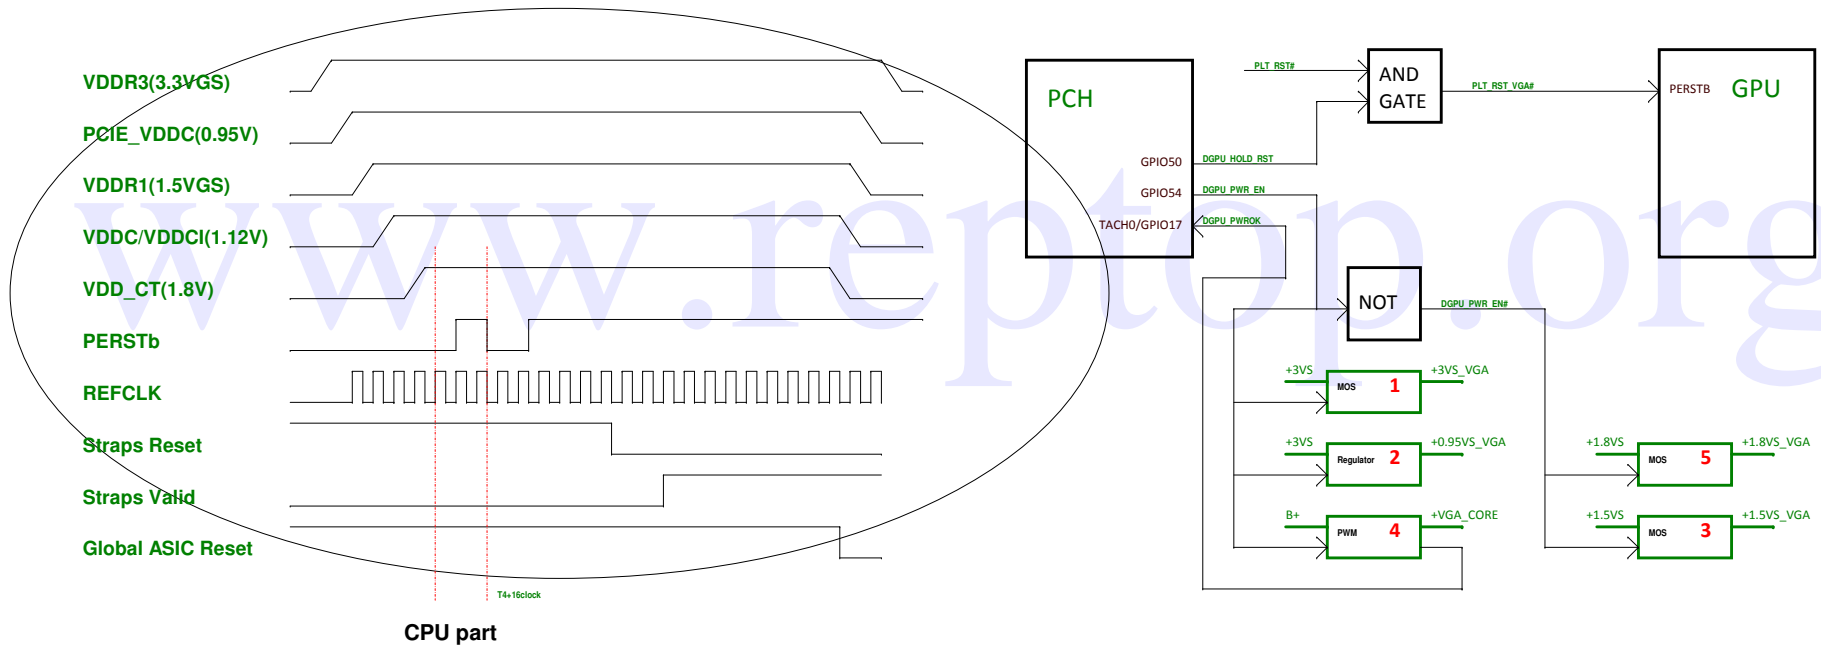 VDDR3(3.3VGS)
PCIE_VDDC(0.95V)
VDDR1(1.5VGS)
VDDC/VDDCI(1.12V)
VDD_CT(1.8V)
PERSTb
REFCLK
Straps Reset
Straps Valid
Global ASIC Reset
T4+16clock
CPU part
www.reptop.org
PCH
GPIO50
GPIO54
TACH0/GPIO17
DGPU_HOLD_RST
DGPU_PWR_EN
DGPU_PWROK
PLT_RST#
AND
GATE
PLT_RST_VGA#
PERSTB
GPU
NOT
DGPU_PWR_EN#
+3VS
MOS
1
+3VS_VGA
+3VS
Regulator
2
+0.95VS_VGA
B+
PWM
4
+VGA_CORE
+1.8VS
MOS
5
+1.8VS_VGA
+1.5VS
MOS
3
+1.5VS_VGA